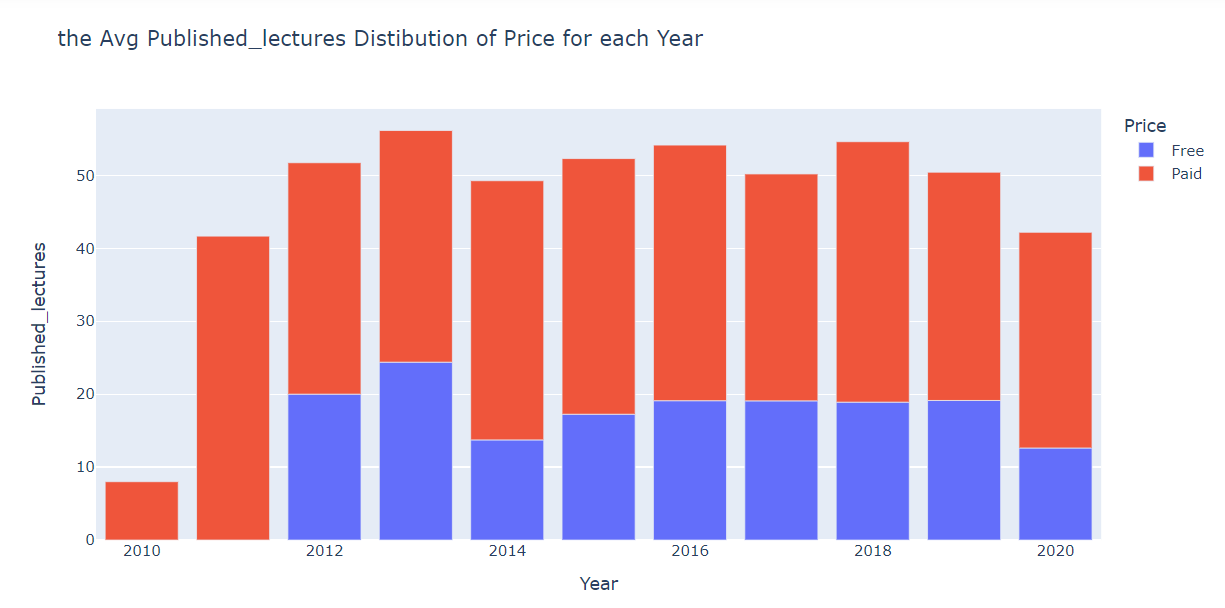 the Avg Published_lectures Distibution of Price for each Year
Price
Free
Paid
Published_lectures
50
40
30
20
10
0
2010
2012
2014
2016
2018
2020
Year